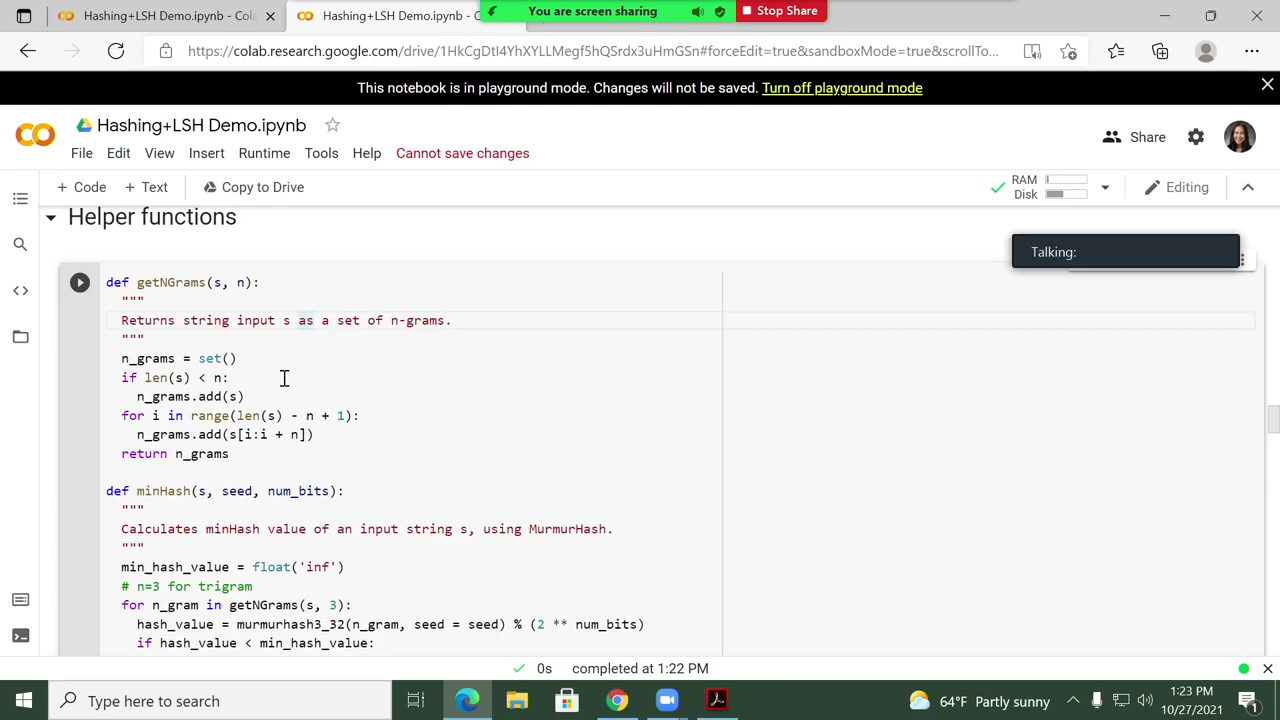 Hashing+LSH Demo.ipynb - Colab
Hashing+LSH Demo.ipynb - C
You are screen sharing
Stop Share
https://colab.research.google.com/drive/1HkCgDtI4YhXYLLMegf5hQSrdx3uHmGSn#forceEdit=true&sandboxMode=true&scrollTo...
This notebook is in playground mode. Changes will not be saved. Turn off playground mode
Hashing+LSH Demo.ipynb
Share
File Edit View Insert Runtime Tools Help Cannot save changes
+ Code + Text Copy to Drive
RAM
Disk
Editing
Helper functions
Talking:
def getNGrams(s, n):
"""
Returns string input s as a set of n-grams.
"""
n_grams = set()
if len(s) < n:
n_grams.add(s)
for i in range(len(s) - n + 1):
n_grams.add(s[i:i + n])
return n_grams
def minHash(s, seed, num_bits):
"""
Calculates minHash value of an input string s, using MurmurHash.
"""
min_hash_value = float('inf')
# n=3 for trigram
for n_gram in getNGrams(s, 3):
hash_value = murmurhash3_32(n_gram, seed = seed) % (2 ** num_bits)
if hash_value < min_hash_value:
0s completed at 1:22 PM
Type here to search
64°F Partly sunny
1:23 PM
10/27/2021
1